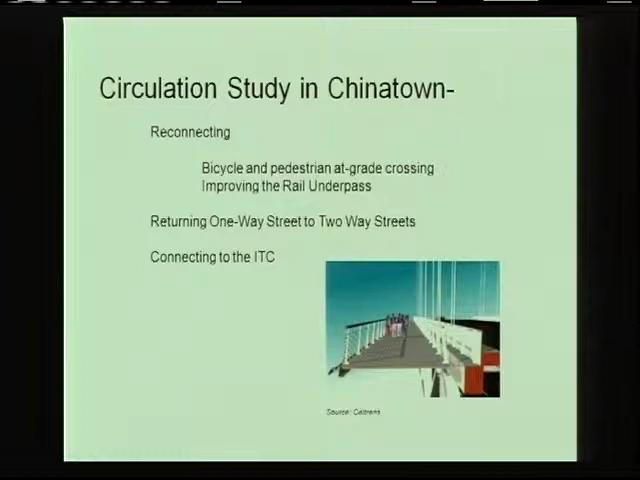 Circulation Study in Chinatown-
Reconnecting
Bicycle and pedestrian at-grade crossing
Improving the Rail Underpass
Returning One-Way Street to Two Way Streets
Connecting to the ITC
Source: Caltrans